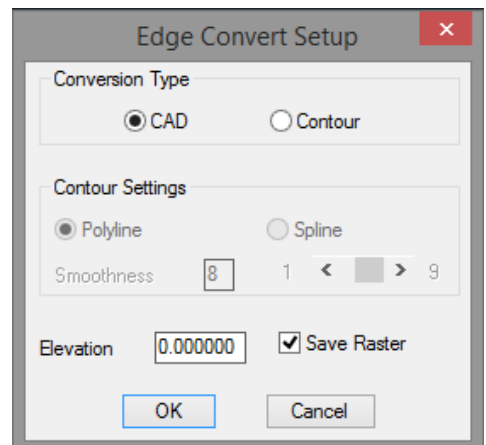 Edge Convert Setup
Conversion Type
CAD Contour
Contour Settings
Polyline Spline
Smoothness 8 1 9
Elevation 0.000000 Save Raster
OK Cancel